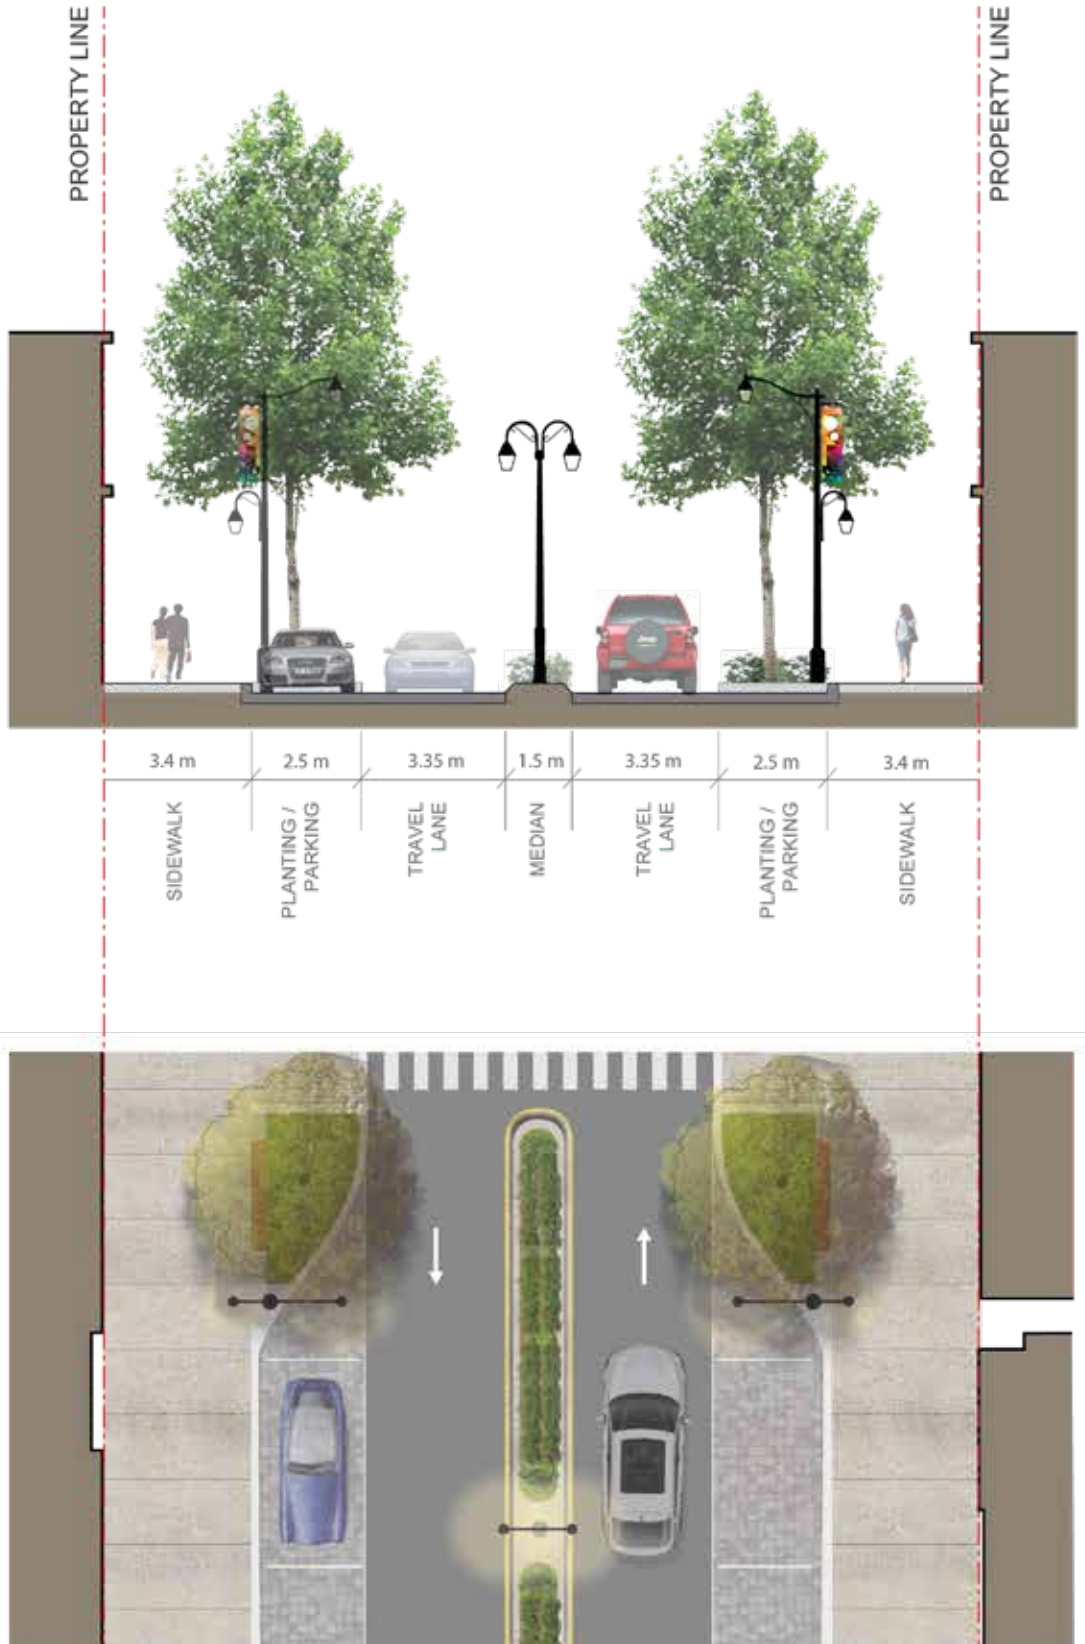 PROPERTY LINE
PROPERTY LINE
Jeep
3.4 m
2.5 m
3.35 m
1.5 m
3.35 m
2.5 m
3.4 m
SIDEWALK
PLANTING /
PARKING
TRAVEL
LANE
MEDIAN
TRAVEL
LANE
PLANTING /
PARKING
SIDEWALK